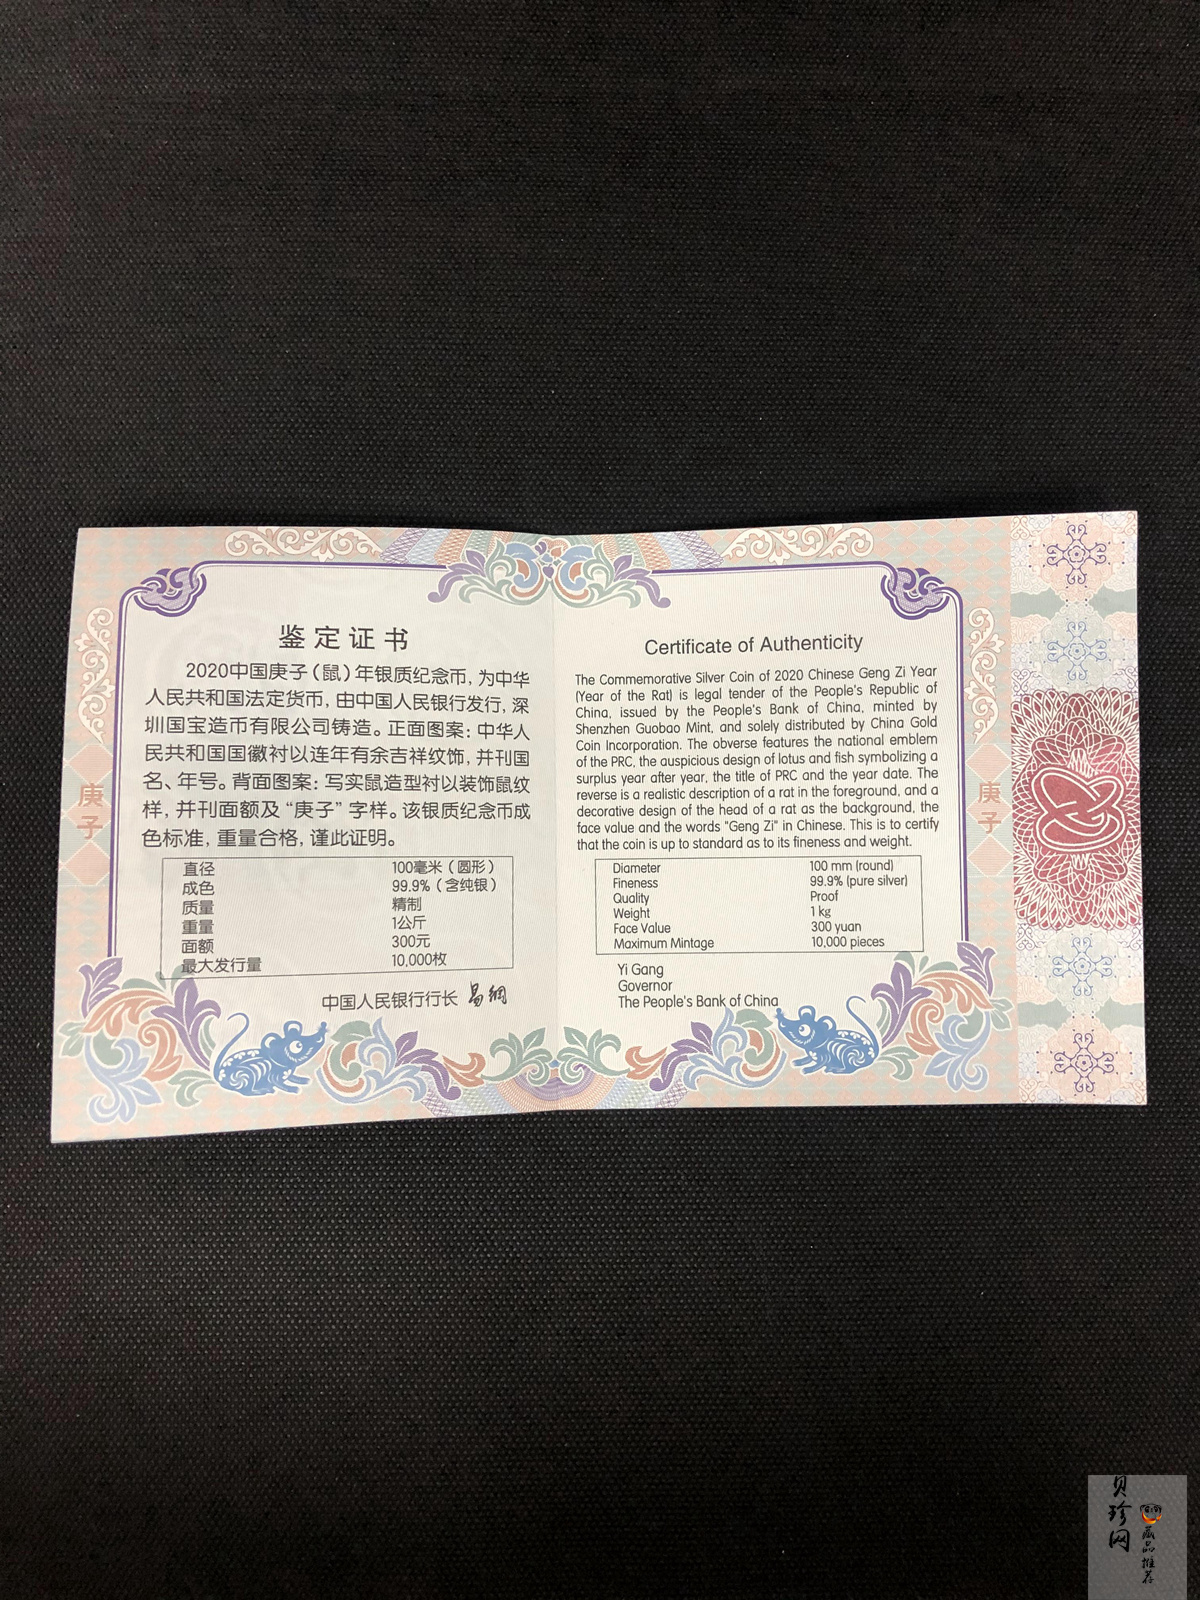 鉴定证书
2020中国庚子（鼠）年银质纪念币，为中华
人民共和国法定货币，由中国人民银行发行，深
圳国宝造币有限公司铸造。正面图案：中华人
民共和国国徽衬以连年有余吉祥纹饰，并刊国
名、年号。背面图案：写实鼠造型衬以装饰鼠纹
样，并刊面额及“庚子”字样。该银质纪念币成
色标准，重量合格，谨此证明。
直径 100毫米（圆形）
成色 99.9%（含纯银）
质量 精制
重量 1公斤
面额 300元
最大发行量 10,000枚
中国人民银行行长 易纲
庚子
Certificate of Authenticity
The Commemorative Silver Coin of 2020 Chinese Geng Zi Year
(Year of the Rat) is legal tender of the People's Republic of
China, issued by the People's Bank of China, minted by
Shenzhen Guobao Mint, and solely distributed by China Gold
Coin Incorporation. The obverse features the national emblem
of the PRC, the auspicious design of lotus and fish symbolizing a
surplus year after year, the title of PRC and the year date. The
reverse is a realistic description of a rat in the foreground, and a
decorative design of the head of a rat as the background, the
face value and the words "Geng Zi" in Chinese. This is to certify
that the coin is up to standard as to its fineness and weight.
Diameter 100 mm (round)
Fineness 99.9% (pure silver)
Quality Proof
Weight 1 kg
Face Value 300 yuan
Maximum Mintage 10,000 pieces
Yi Gang
Governor
The People's Bank of China
庚子
贝珍网
藏品推荐